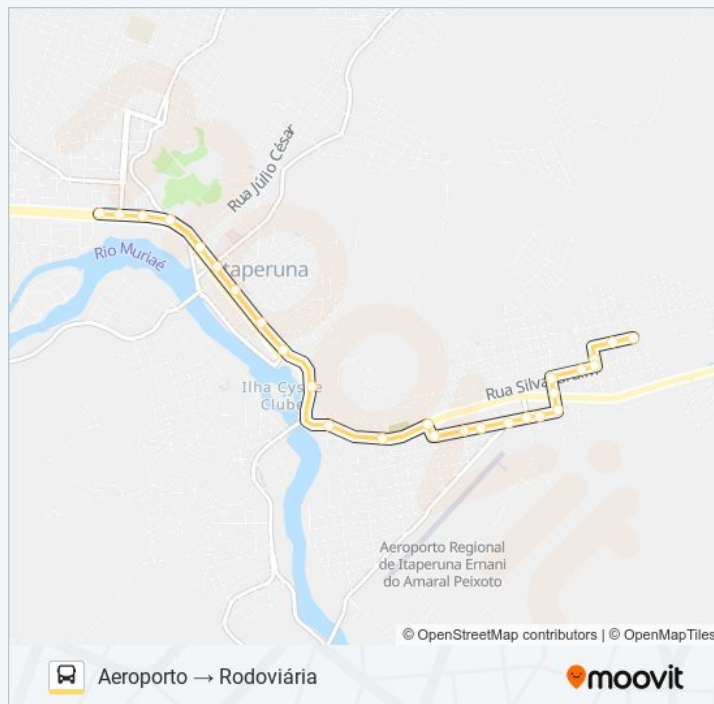 Rua Júlio César
Rio Muriaé
Itaperuna
Ilha Cys
e
Clube
Rua Silva
Aeroporto Regional
de Itaperuna Ernani
do Amaral Peixoto
© OpenStreetMap contributors | © OpenMapTiles
Aeroporto → Rodoviária
moovit